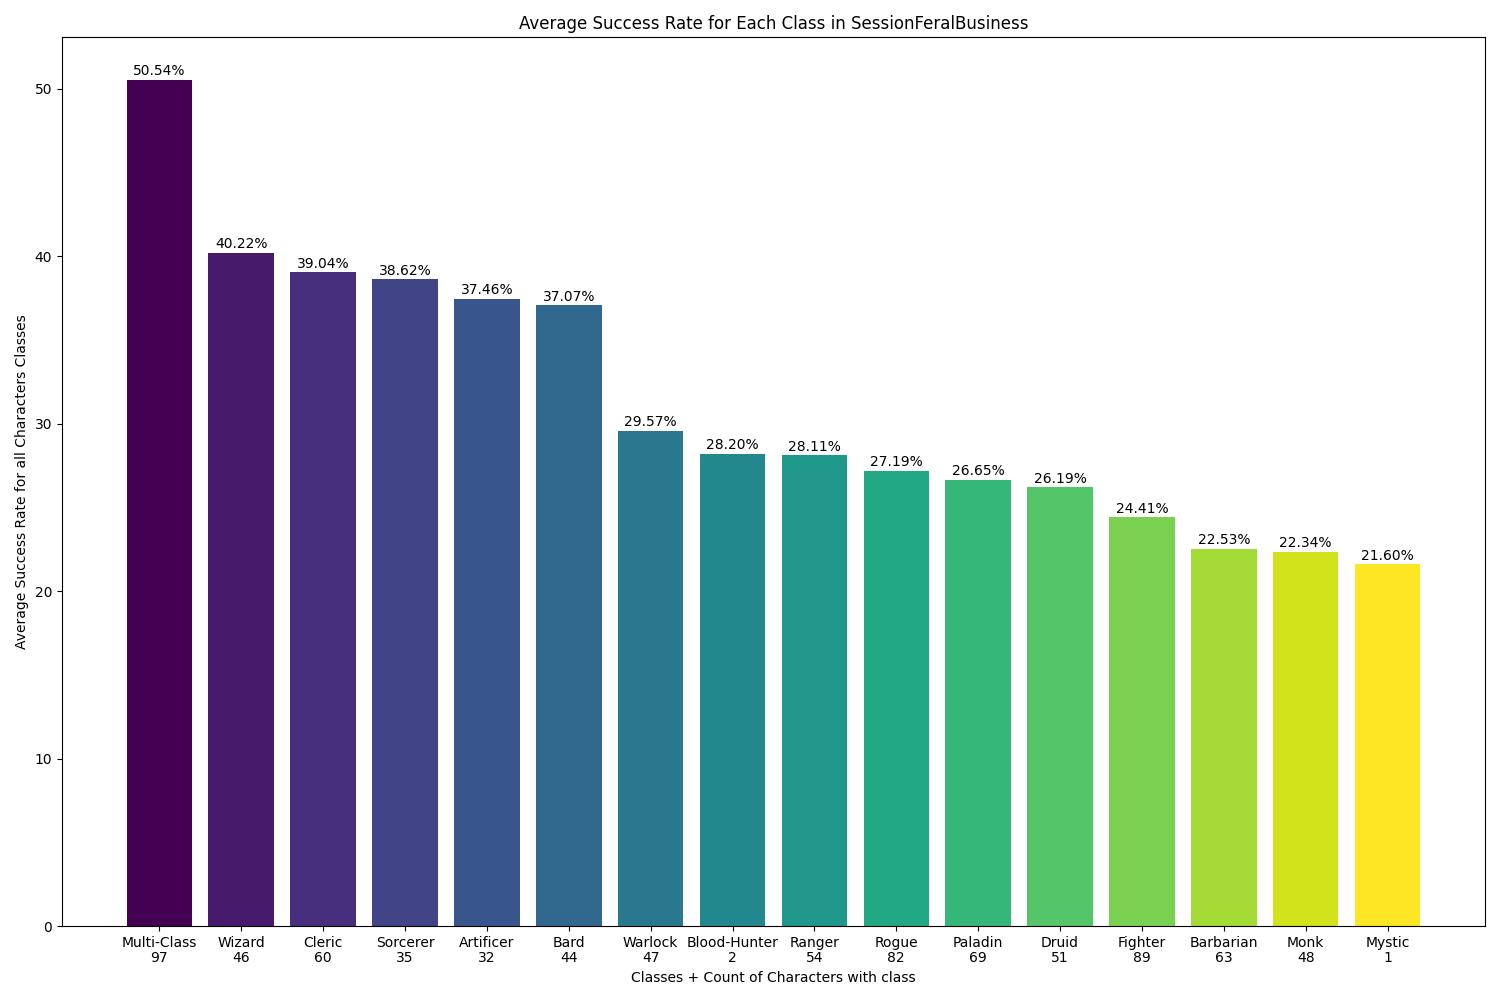 Average Success Rate for Each Class in SessionFeralBusiness
Average Success Rate for all Characters Classes
50
40
30
20
10
0
50.54%
40.22%
39.04%
38.62%
37.46%
37.07%
29.57%
28.20%
28.11%
27.19%
26.65%
26.19%
24.41%
22.53%
22.34%
21.60%
Multi-Class
97
Wizard
46
Cleric
60
Sorcerer
35
Artificer
32
Bard
44
Warlock
47
Blood-Hunter
2
Ranger
54
Rogue
82
Paladin
69
Druid
51
Fighter
89
Barbarian
63
Monk
48
Mystic
1
Classes + Count of Characters with class